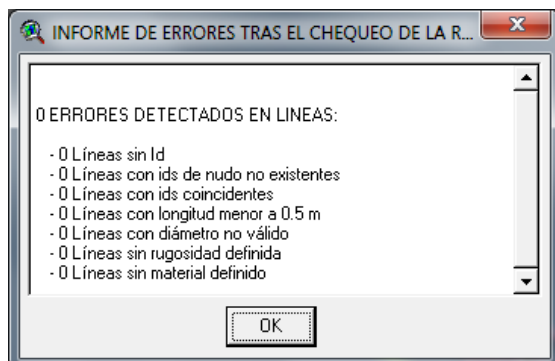 INFORME DE ERRORES TRAS EL CHEQUEO DE LA R...
0 ERRORES DETECTADOS EN LINEAS:
- 0 Líneas sin Id
- 0 Líneas con ids de nudo no existentes
- 0 Líneas con ids coincidentes
- 0 Líneas con longitud menor a 0.5 m
- 0 Líneas con diámetro no válido
- 0 Líneas sin rugosidad definida
- 0 Líneas sin material definido
OK